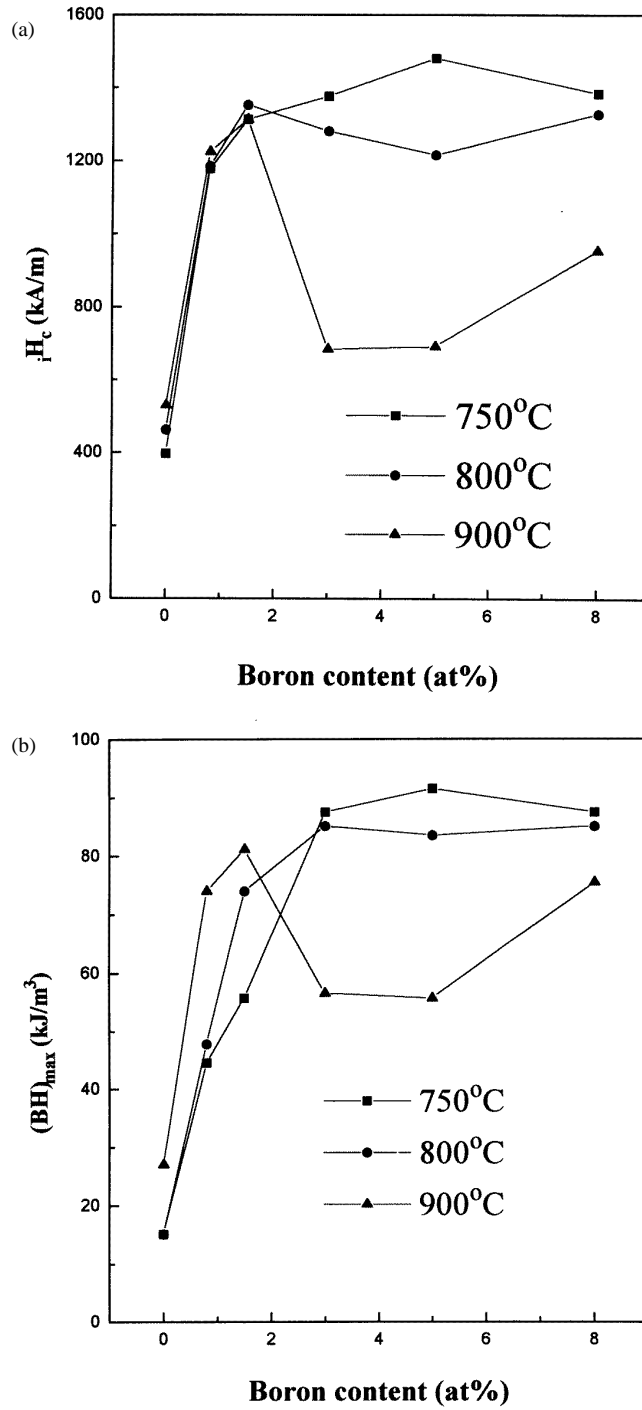 (a)
1600
1200
800
400
0
iHc (kA/m)
750°C
800°C
900°C
0
2
4
6
8
Boron content (at%)
(b)
100
80
60
40
20
0
(BH)max (kJ/m³)
750°C
800°C
900°C
0
2
4
6
8
Boron content (at%)